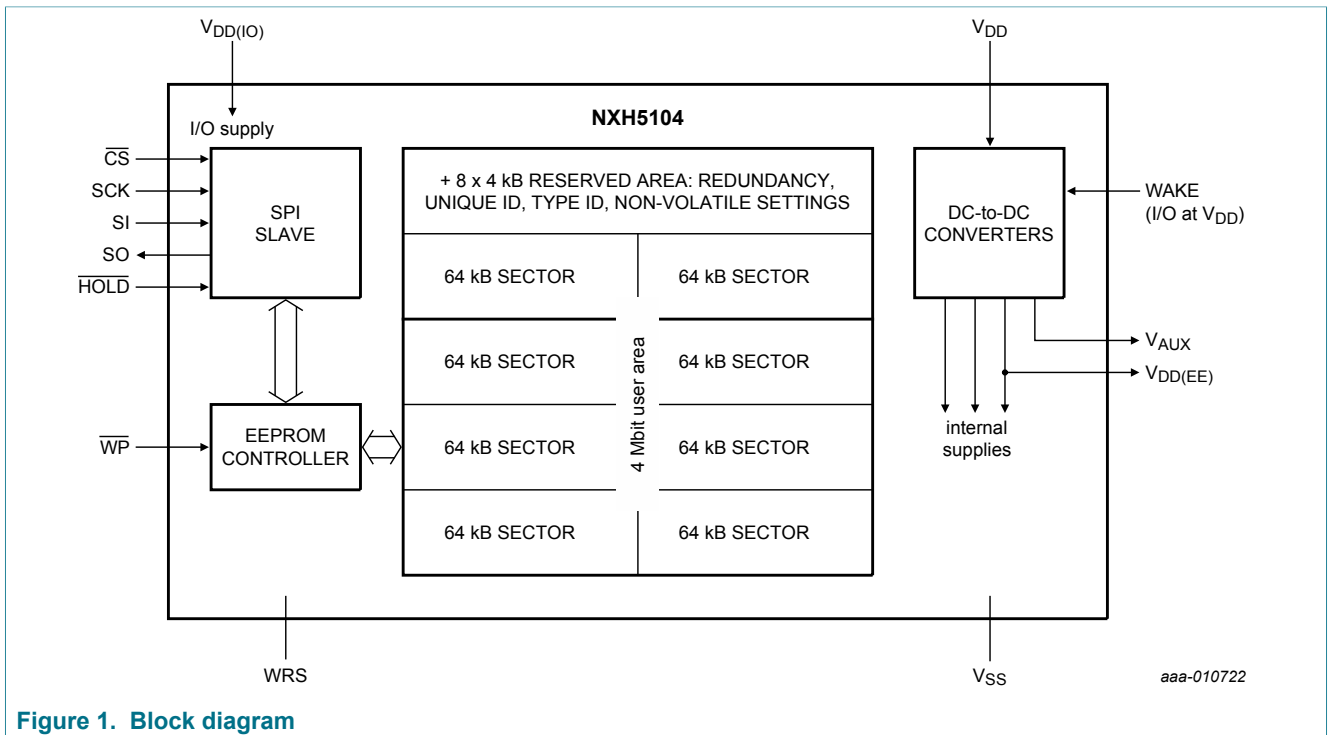 VDD(IO)
VDD
NXH5104
I/O supply
CS
SCK
SI
SO
HOLD
SPI
SLAVE
+ 8 x 4 kB RESERVED AREA: REDUNDANCY,
UNIQUE ID, TYPE ID, NON-VOLATILE SETTINGS
DC-to-DC
CONVERTERS
WAKE
(I/O at VDD)
64 kB SECTOR
64 kB SECTOR
64 kB SECTOR
64 kB SECTOR
64 kB SECTOR
64 kB SECTOR
64 kB SECTOR
64 kB SECTOR
4 Mbit user area
VAUX
VDD(EE)
internal
supplies
WP
EEPROM
CONTROLLER
WRS
VSS
aaa-010722
Figure 1. Block diagram